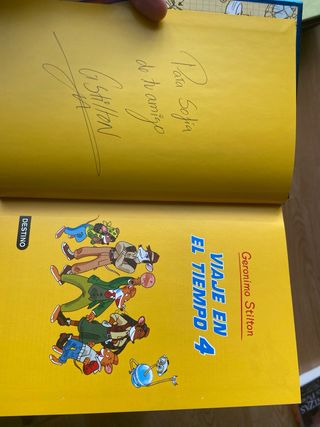 Para Sofia
de tu amigo
G Stilton
Geronimo Stilton
VIAJE EN
EL TIEMPO 4
DESTINO